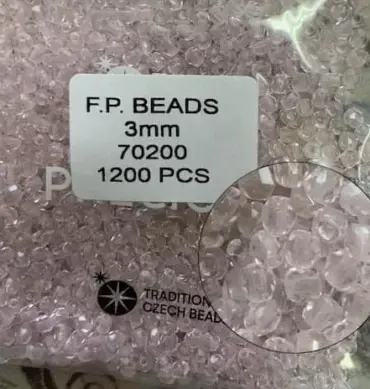 F.P. BEADS
3mm
70200
1200 PCS
TRADITION
CZECH BEAD